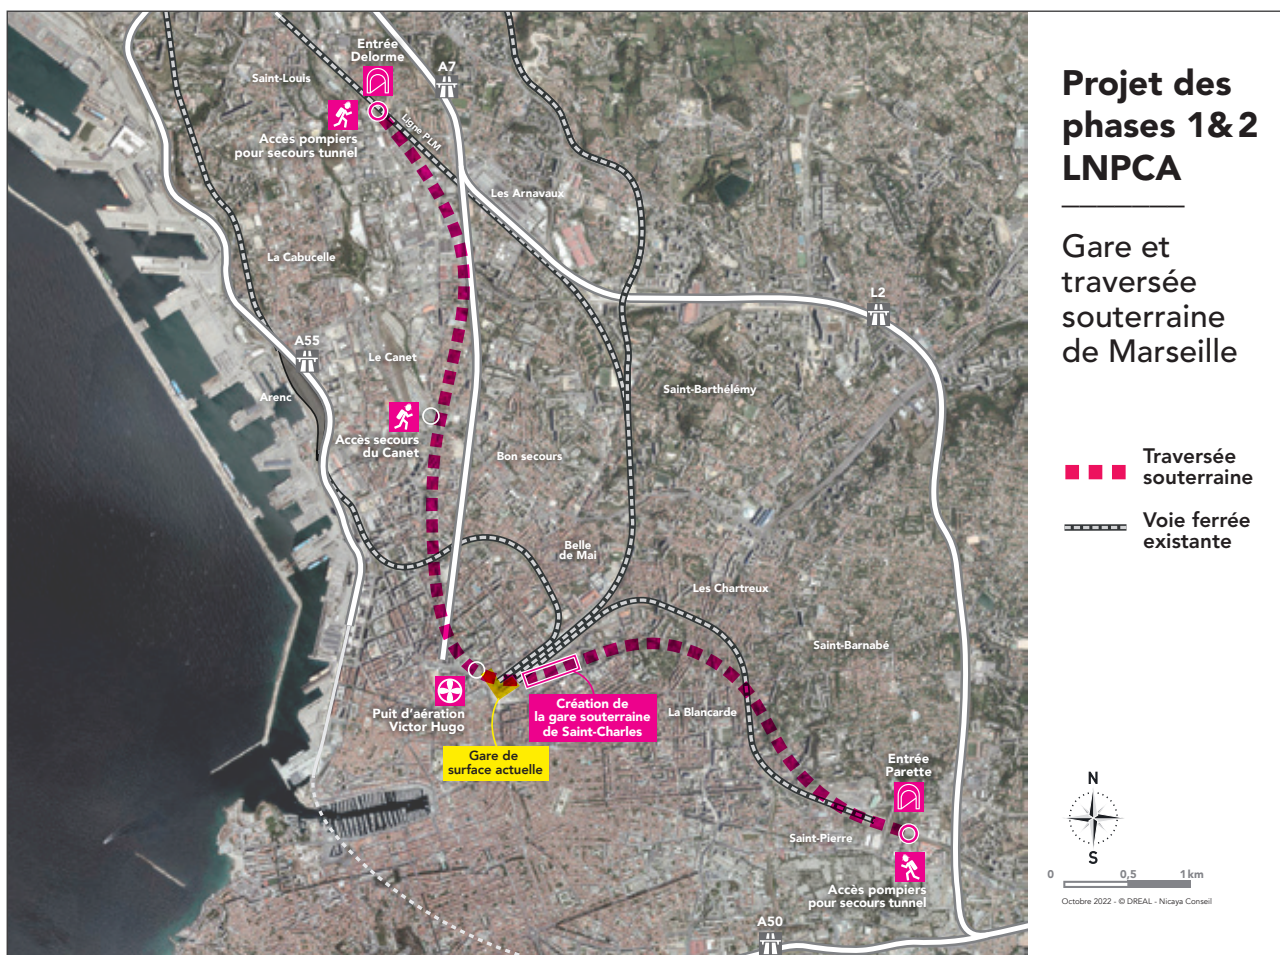 Projet des
phases 1 & 2
LNPCA
Gare et
traversée
souterraine
de Marseille
Traversée
souterraine
Voie ferrée
existante
N
S
0
0,5
1 km
Octobre 2022 - © DREAL - Nicaya Conseil
Entrée
Delorme
Saint-Louis
A7
Accès pompiers
pour secours tunnel
Ligne PLM
Les Arnavaux
La Cabucelle
L2
A55
Le Canet
Arenc
Saint-Barthélémy
Accès secours
du Canet
Bon secours
Belle
de Mai
Les Chartreux
Saint-Barnabé
Puit d'aération
Victor Hugo
Création de
la gare souterraine
de Saint-Charles
La Blancarde
Gare de
surface actuelle
Entrée
Parette
Saint-Pierre
Accès pompiers
pour secours tunnel
A50